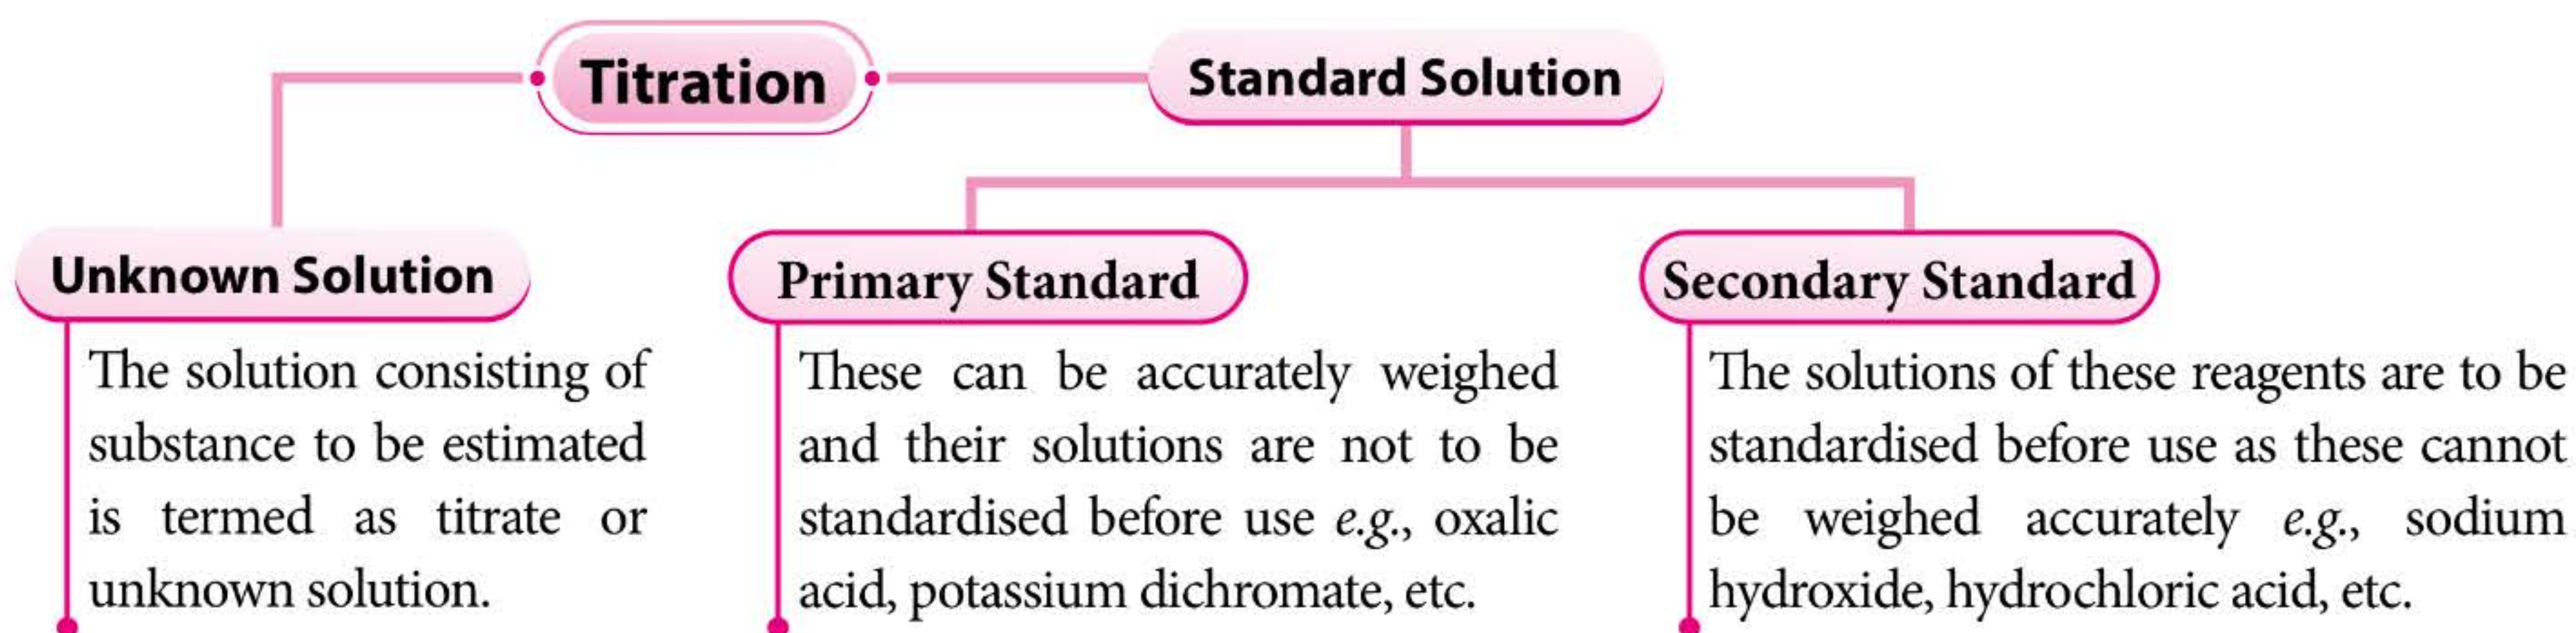 Titration
Standard Solution
Unknown Solution
The solution consisting of
substance to be estimated
is termed as titrate or
unknown solution.
Primary Standard
These can be accurately weighed
and their solutions are not to be
standardised before use e.g., oxalic
acid, potassium dichromate, etc.
Secondary Standard
The solutions of these reagents are to be
standardised before use as these cannot
be weighed accurately e.g., sodium
hydroxide, hydrochloric acid, etc.